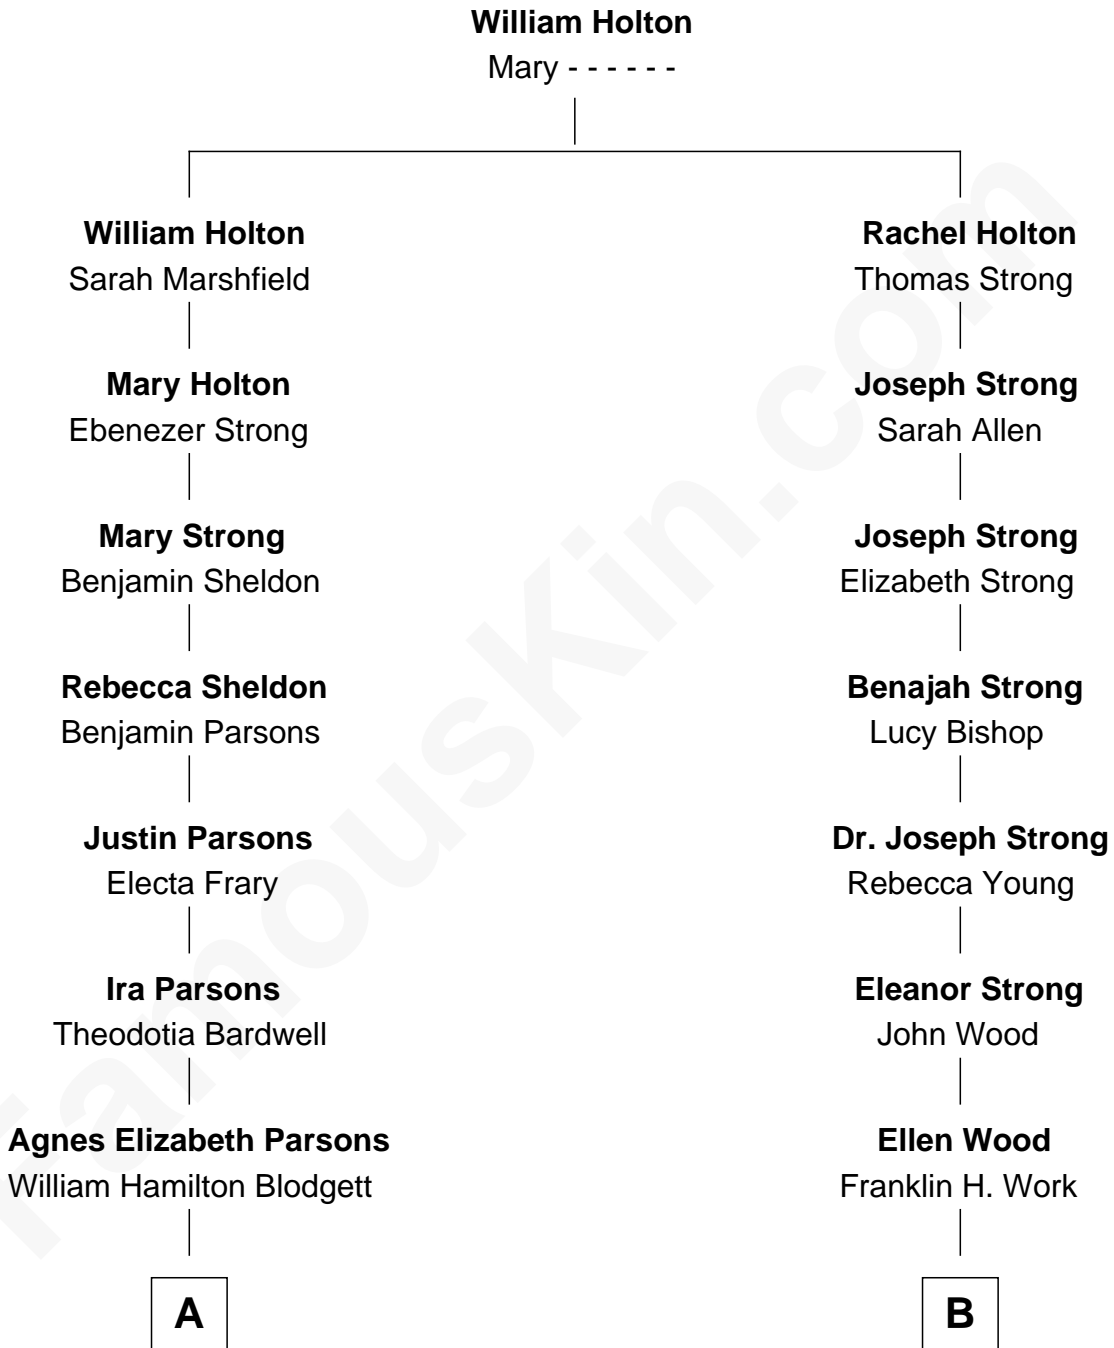 William Holton
Mary - - - - - -
William Holton
Sarah Marshfield
Rachel Holton
Thomas Strong
Mary Holton
Ebenezer Strong
Joseph Strong
Sarah Allen
Mary Strong
Benjamin Sheldon
Joseph Strong
Elizabeth Strong
Rebecca Sheldon
Benjamin Parsons
Benajah Strong
Lucy Bishop
Justin Parsons
Electa Frary
Dr. Joseph Strong
Rebecca Young
Ira Parsons
Theodotia Bardwell
Eleanor Strong
John Wood
Agnes Elizabeth Parsons
William Hamilton Blodgett
Ellen Wood
Franklin H. Work
A
B
FamousKin.com